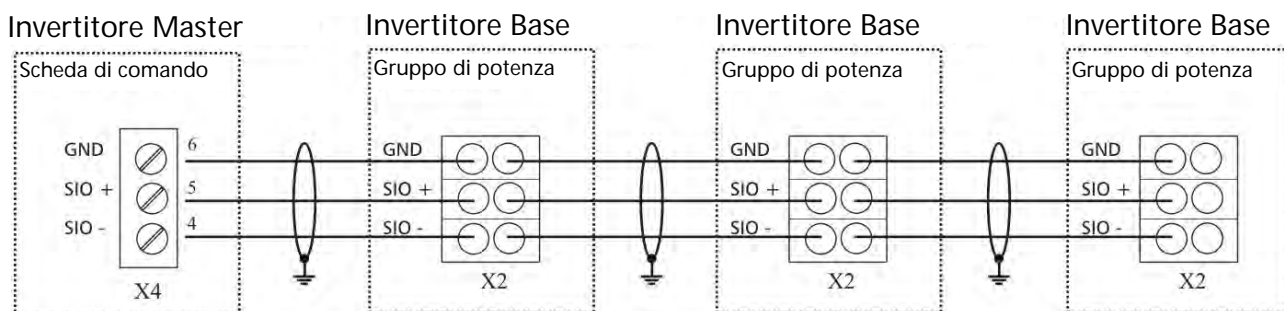 Invertitore Master
Invertitore Base
Invertitore Base
Invertitore Base
Scheda di comando
Gruppo di potenza
Gruppo di potenza
Gruppo di potenza
GND
6
GND
GND
GND
SIO +
5
SIO +
SIO +
SIO +
SIO -
4
SIO -
SIO -
SIO -
X4
X2
X2
X2